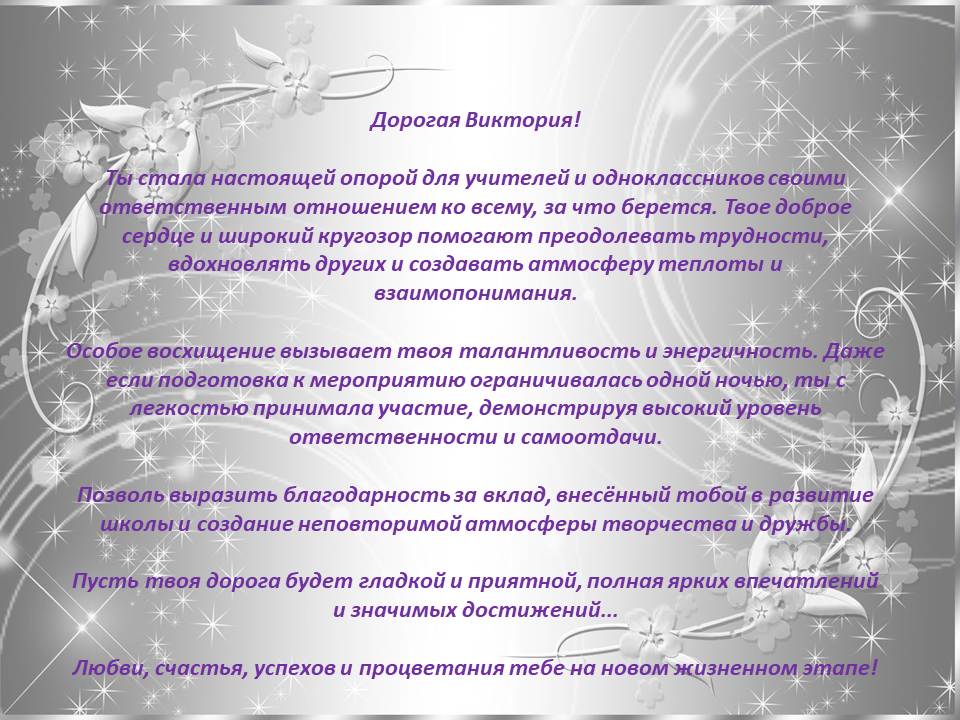 Дорогая Виктория!
Ты стала настоящей опорой для учителей и одноклассников своими
ответственным отношением ко всему, за что берется. Твое доброе
сердце и широкий кругозор помогают преодолевать трудности,
вдохновлять других и создавать атмосферу теплоты и
взаимопонимания.
Особое восхищение вызывает твоя талантливость и энергичность. Даже
если подготовка к мероприятию ограничивалась одной ночью, ты с
легкостью принимала участие, демонстрируя высокий уровень
ответственности и самоотдачи.
Позволь выразить благодарность за вклад, внесённый тобой в развитие
школы и создание неповторимой атмосферы творчества и дружбы.
Пусть твоя дорога будет гладкой и приятной, полная ярких впечатлений
и значимых достижений...
Любви, счастья, успехов и процветания тебе на новом жизненном этапе!